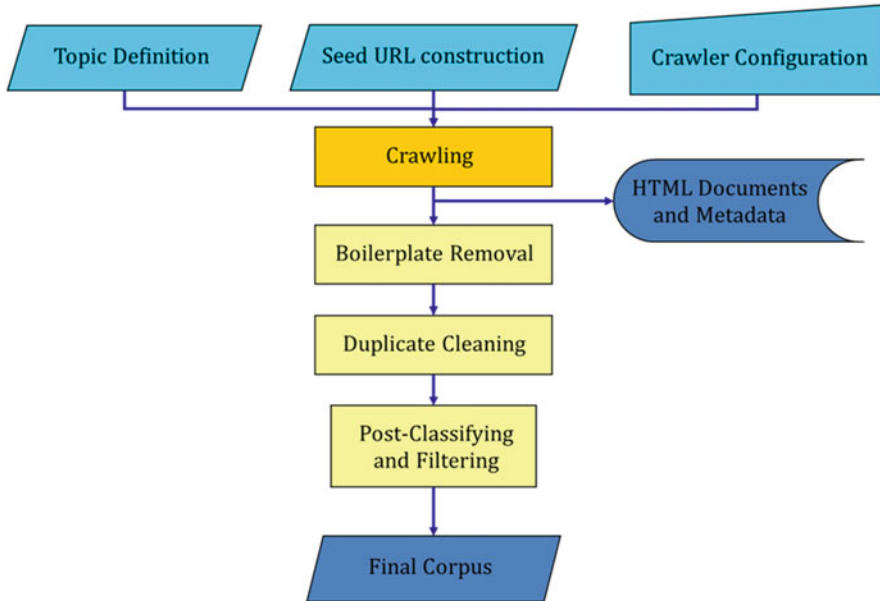 Topic Definition
Seed URL construction
Crawler Configuration
Crawling
HTML Documents
and Metadata
Boilerplate Removal
Duplicate Cleaning
Post-Classifying
and Filtering
Final Corpus